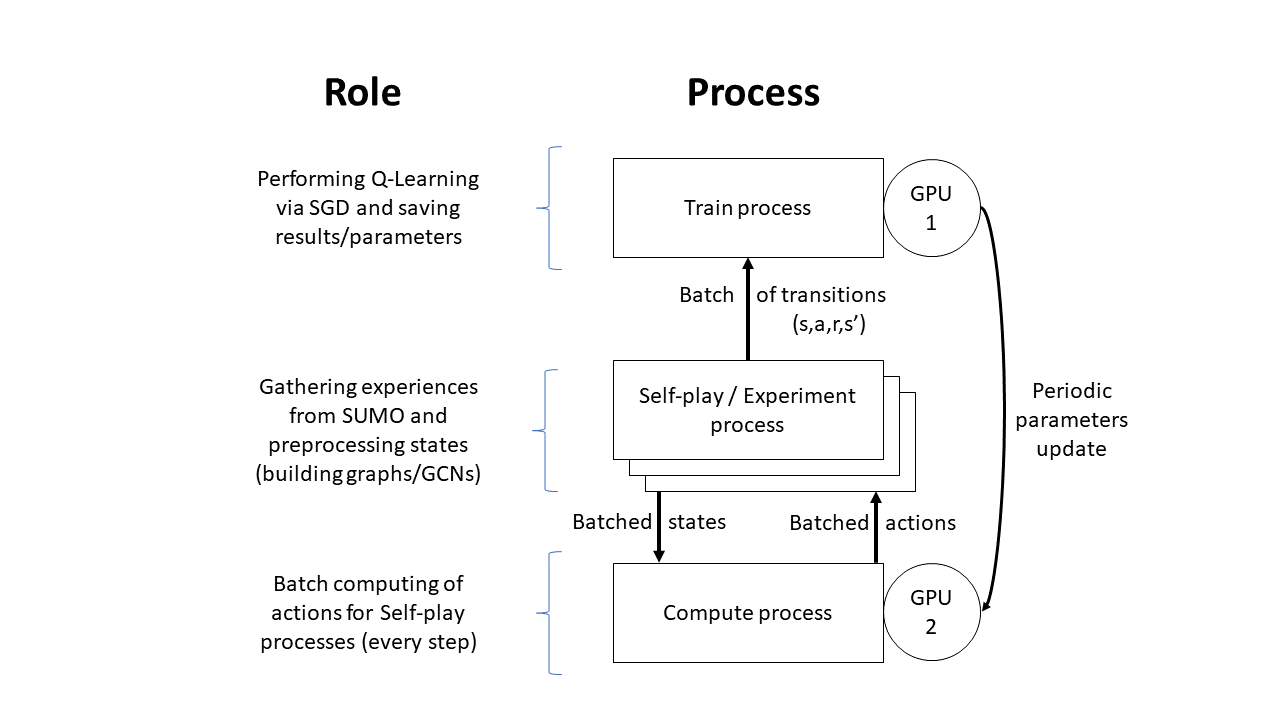 Role
Process
Performing Q-Learning
via SGD and saving
results/parameters
Train process
GPU
1
Batch of transitions
(s,a,r,s’)
Gathering experiences
from SUMO and
preprocessing states
(building graphs/GCNs)
Self-play / Experiment
process
Periodic
parameters
update
Batched states
Batched actions
Batch computing of
actions for Self-play
processes (every step)
Compute process
GPU
2